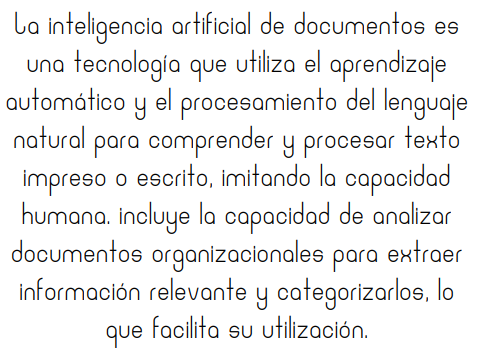 La inteligencia artificial de documentos es
una tecnología que utiliza el aprendizaje
automático y el procesamiento del lenguaje
natural para comprender y procesar texto
impreso o escrito, imitando la capacidad
humana. incluye la capacidad de analizar
documentos organizacionales para extraer
información relevante y categorizarlos, lo
que facilita su utilización.